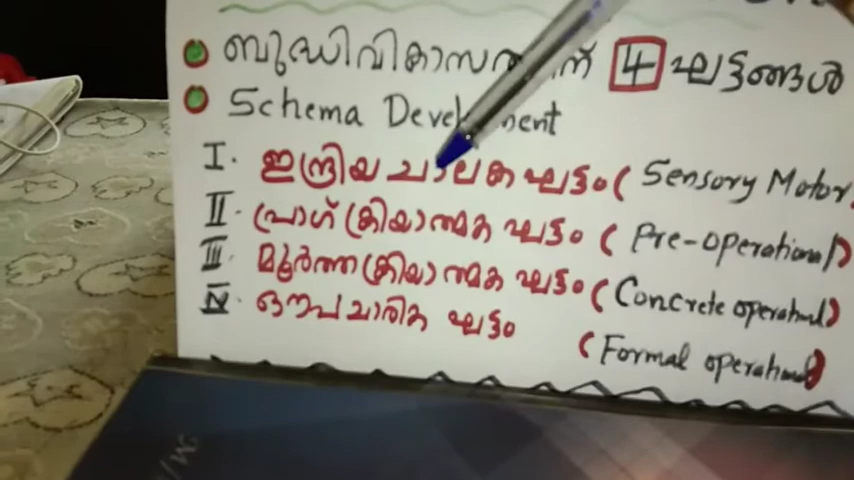 ബുദ്ധിവികാസത്തിന് 4 ഘട്ടങ്ങൾ
Schema Development
I. ഇന്ദ്രിയ ചാലക ഘട്ടം ( Sensory Motor
II. പ്രാഗ് ക്രിയാത്മക ഘട്ടം ( Pre-Operational)
III. മൂർത്ത ക്രിയാത്മക ഘട്ടം ( Concrete operational)
IV. ഔപചാരിക ഘട്ടം (Formal operational)